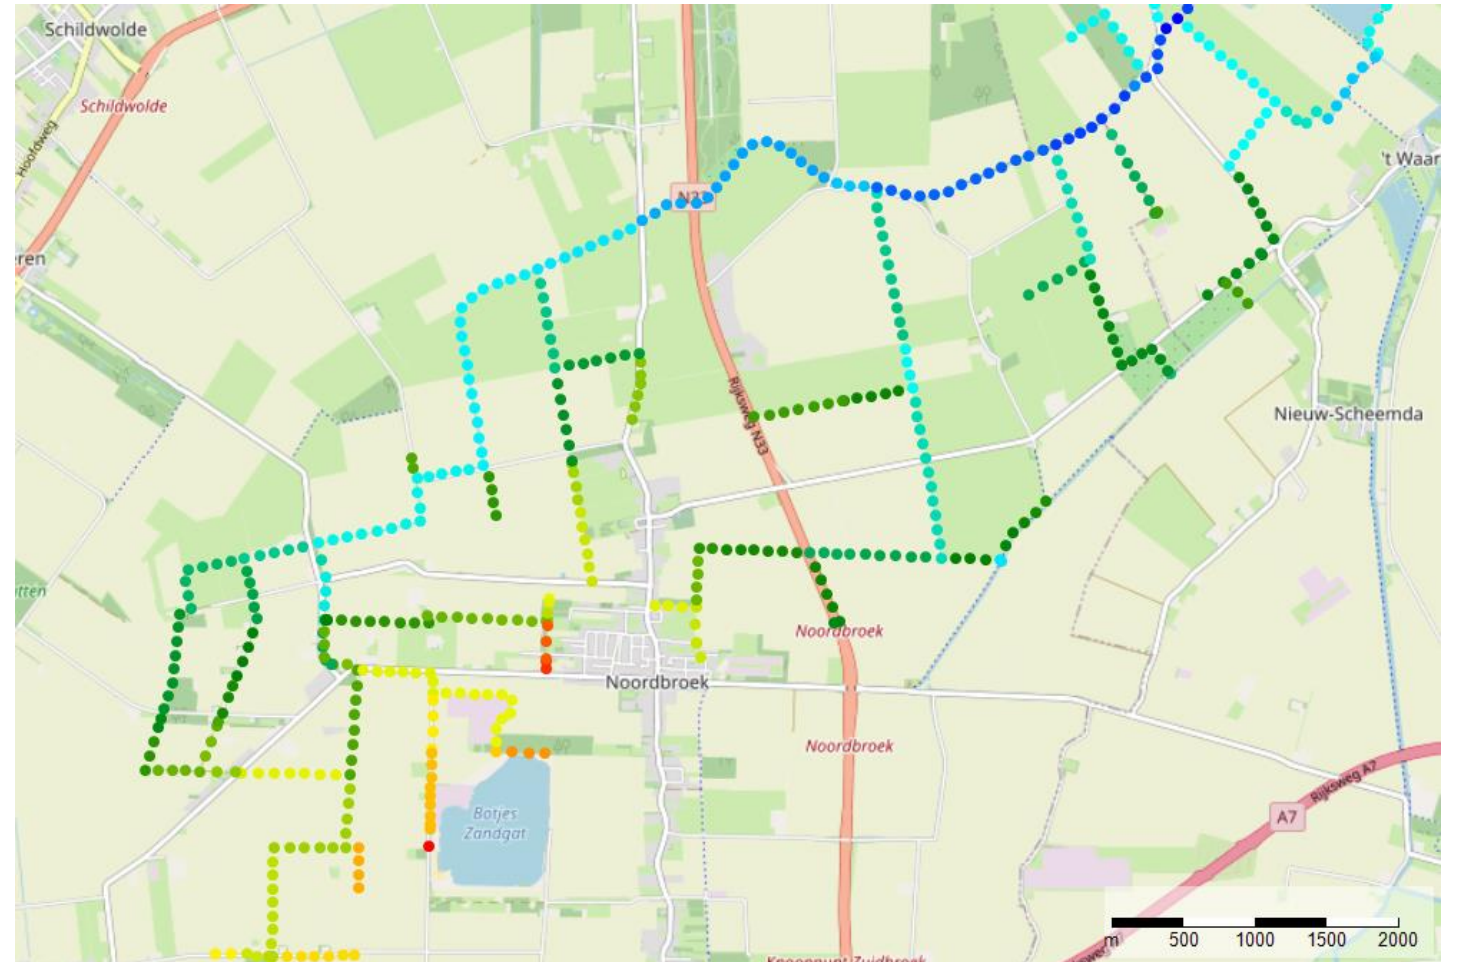 Schildwolde
Schildwolde
Hoofdweg
't Waar
N33
Rijksweg N33
Nieuw-Scheemda
Noordbroek
Noordbroek
Noordbroek
Rijksweg A7
A7
Botjes
Zandgat
m 500 1000 1500 2000